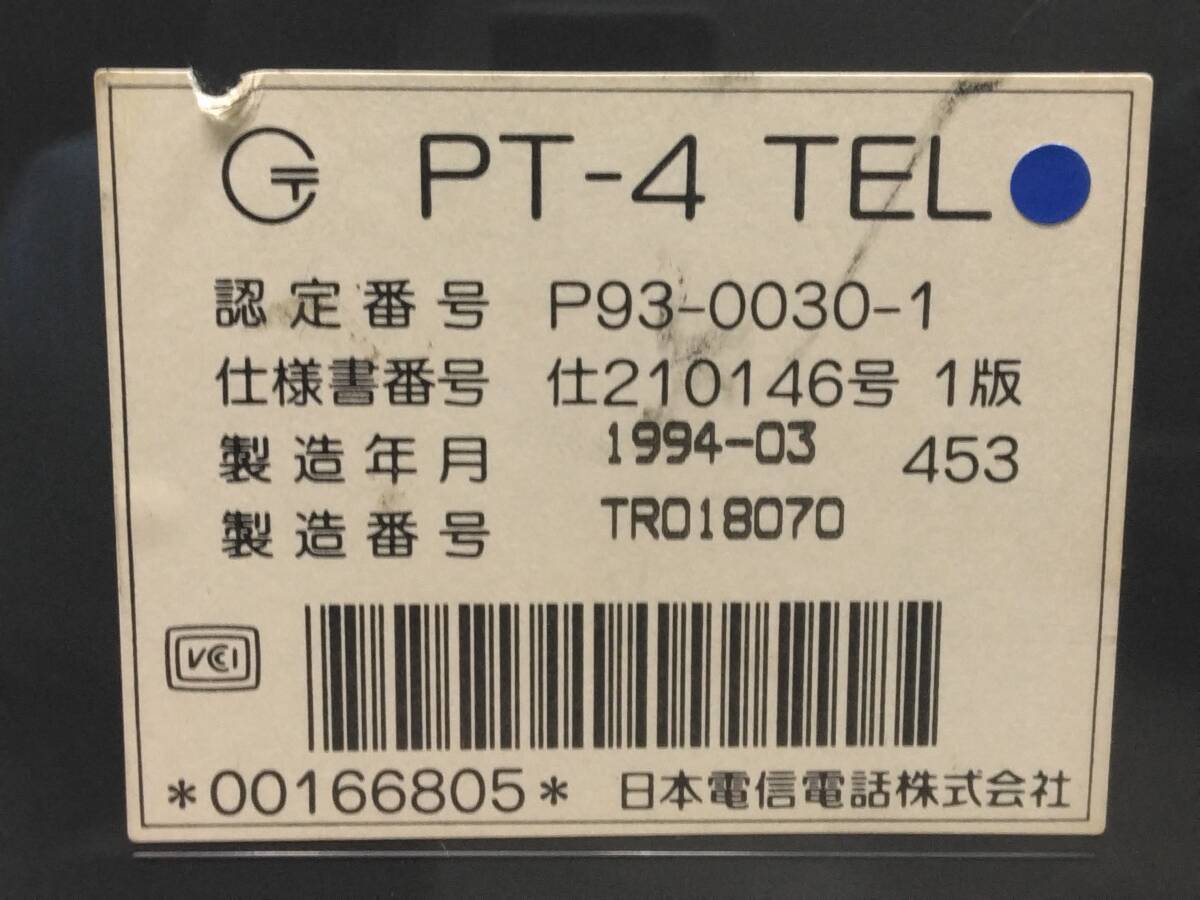 PT-4 TEL
認定番号 P93-0030-1
仕様書番号 仕210146号 1版
製造年月 1994-03 453
製造番号 TR018070
VCCI
*00166805* 日本電信電話株式会社